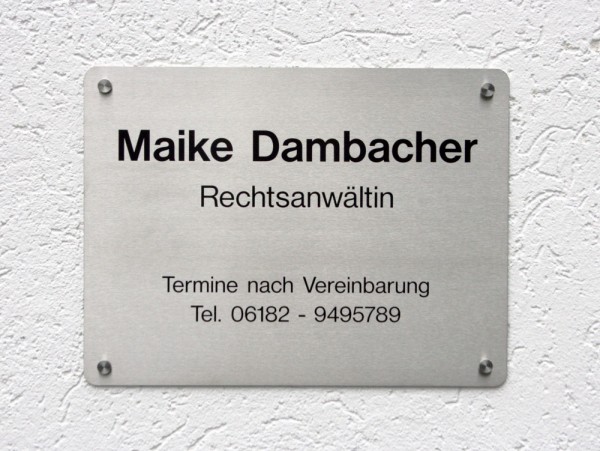 Maike Dambacher
Rechtsanwältin
Termine nach Vereinbarung
Tel. 06182 - 9495789